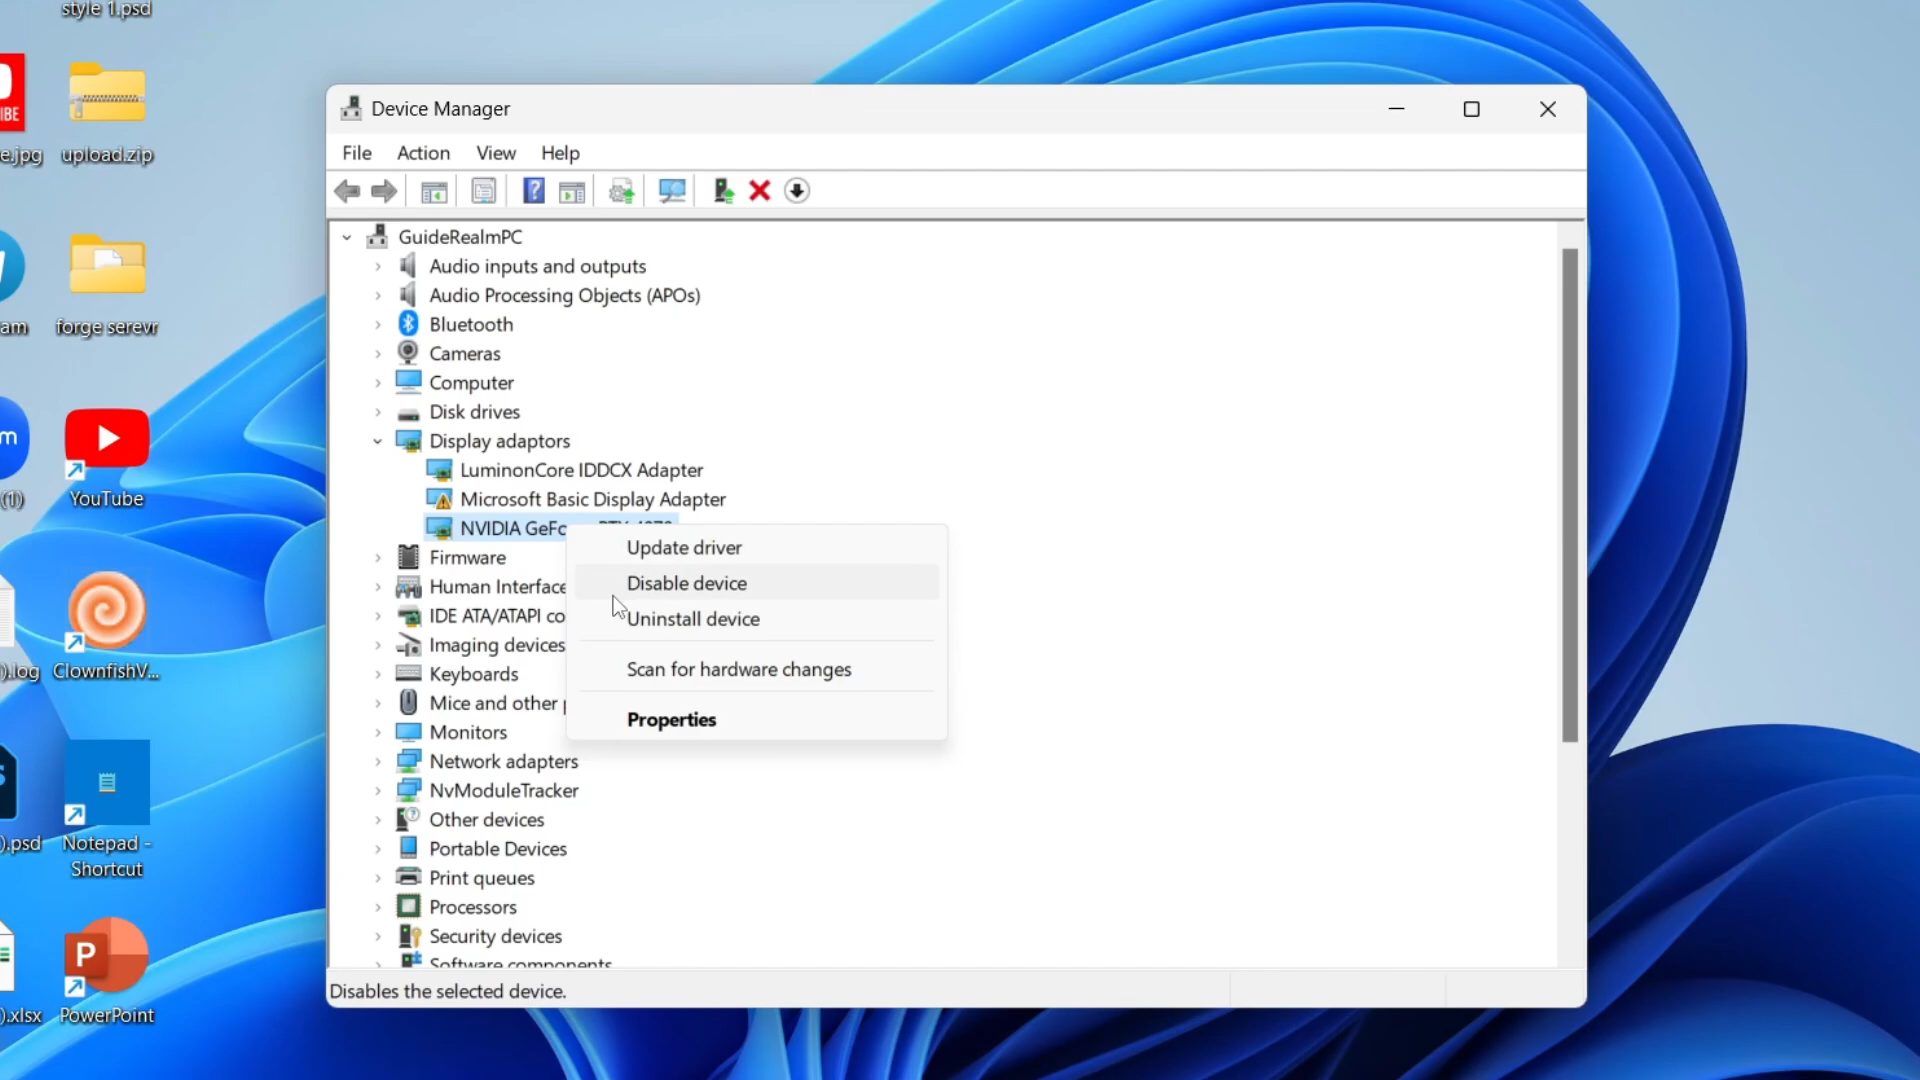 style 1.psd
e.jpg
upload.zip
am
forge serevr
m
(1)
YouTube
).log
ClownfishV...
).psd
Notepad -
Shortcut
P
).xlsx
PowerPoint
Device Manager
File
Action
View
Help
GuideRealmPC
Audio inputs and outputs
Audio Processing Objects (APOs)
Bluetooth
Cameras
Computer
Disk drives
Display adaptors
LuminonCore IDDCX Adapter
Microsoft Basic Display Adapter
NVIDIA GeFo
Firmware
Human Interface
IDE ATA/ATAPI co
Imaging devices
Keyboards
Mice and other
Monitors
Network adapters
NvModuleTracker
Other devices
Portable Devices
Print queues
Processors
Security devices
Software components
Update driver
Disable device
Uninstall device
Scan for hardware changes
Properties
Disables the selected device.